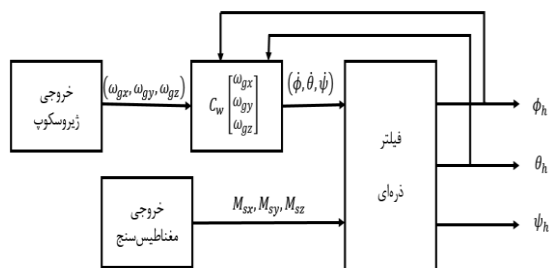 خروجی
ژیروسکوپ
(ω_gx, ω_gy, ω_gz)
C_w [ω_gx
ω_gy
ω_gz]
(ϕ̇, θ̇, ψ̇)
فیلتر
ذره‌ای
ϕ_h
θ_h
ψ_h
خروجی
مغناطیس‌سنج
M_sx, M_sy, M_sz